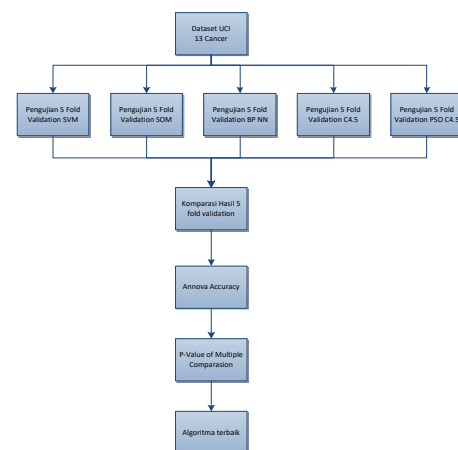 Dataset UCI
13 Cancer
Pengujian 5 Fold
Validation SVM
Pengujian 5 Fold
Validation SOM
Pengujian 5 Fold
Validation BP NN
Pengujian 5 Fold
Validation C4.5
Pengujian 5 Fold
Validation PSO C4.5
Komparasi Hasil 5
fold validation
Annova Accuracy
P-Value of Multiple
Comparasion
Algoritma terbaik